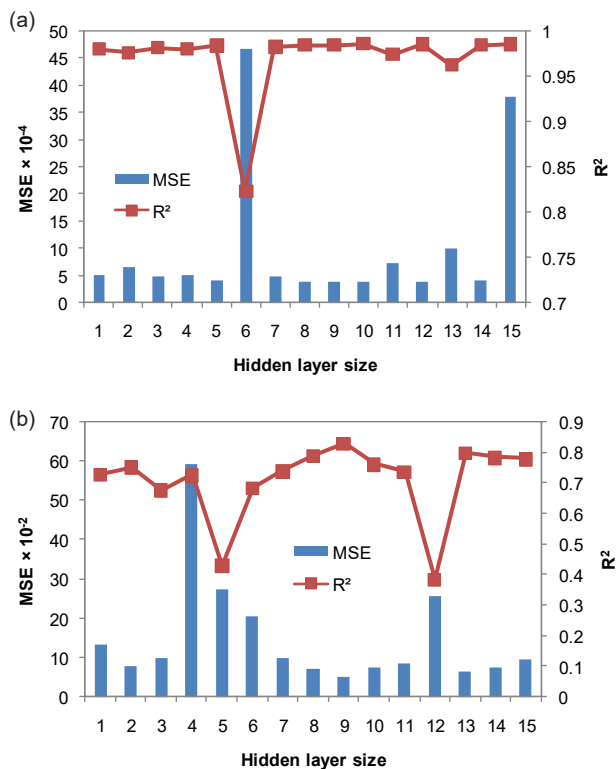 (a)
50
45
40
35
30
25
20
15
10
5
0
MSE × 10⁻⁴
1
0.95
0.9
0.85
0.8
0.75
0.7
R²
MSE
R²
1 2 3 4 5 6 7 8 9 10 11 12 13 14 15
Hidden layer size
(b)
70
60
50
40
30
20
10
0
MSE × 10⁻²
0.9
0.8
0.7
0.6
0.5
0.4
0.3
0.2
0.1
0
R²
MSE
R²
1 2 3 4 5 6 7 8 9 10 11 12 13 14 15
Hidden layer size